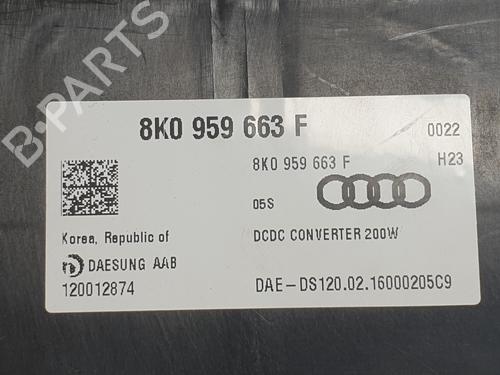 B-PARTS
8K0 959 663 F
0022
8K0 959 663 F
H23
05S
Korea, Republic of
DCDC CONVERTER 200W
DAESUNG AAB
120012874
DAE-DS120.02.16000205C9